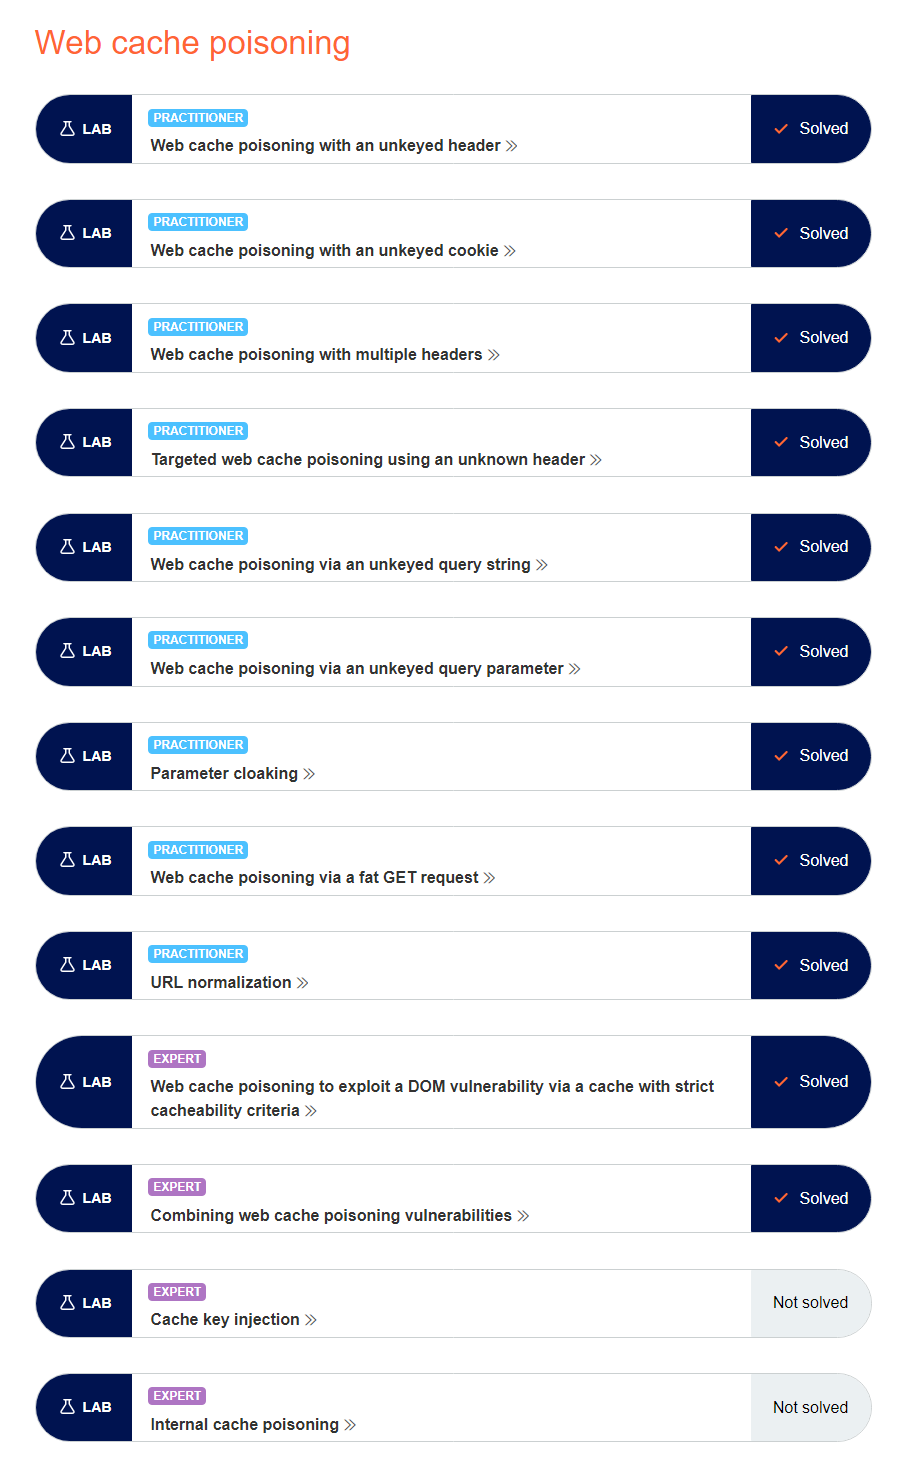 Web cache poisoning
LAB
PRACTITIONER
Web cache poisoning with an unkeyed header
Solved
LAB
PRACTITIONER
Web cache poisoning with an unkeyed cookie
Solved
LAB
PRACTITIONER
Web cache poisoning with multiple headers
Solved
LAB
PRACTITIONER
Targeted web cache poisoning using an unknown header
Solved
LAB
PRACTITIONER
Web cache poisoning via an unkeyed query string
Solved
LAB
PRACTITIONER
Web cache poisoning via an unkeyed query parameter
Solved
LAB
PRACTITIONER
Parameter cloaking
Solved
LAB
PRACTITIONER
Web cache poisoning via a fat GET request
Solved
LAB
PRACTITIONER
URL normalization
Solved
LAB
EXPERT
Web cache poisoning to exploit a DOM vulnerability via a cache with strict
cacheability criteria
Solved
LAB
EXPERT
Combining web cache poisoning vulnerabilities
Solved
LAB
EXPERT
Cache key injection
Not solved
LAB
EXPERT
Internal cache poisoning
Not solved